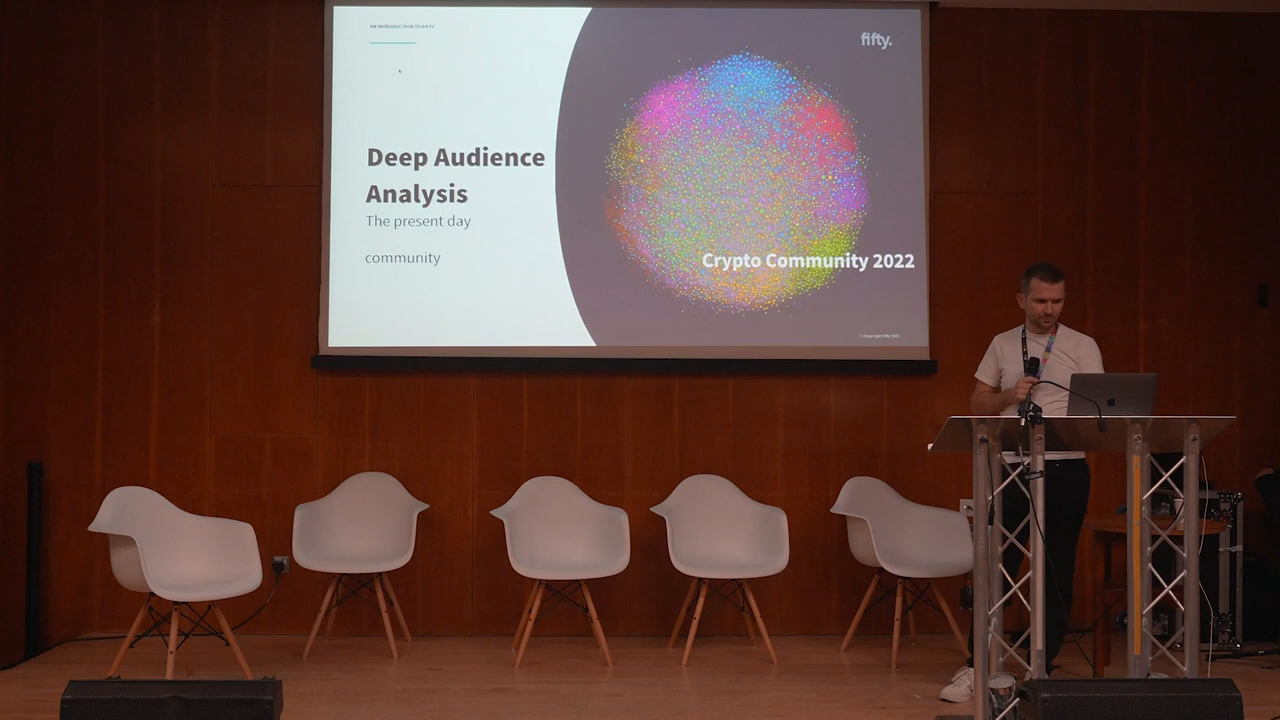 AN INTRODUCTION TO FIFTY
fifty.
Deep Audience
Analysis
The present day
community
Crypto Community 2022